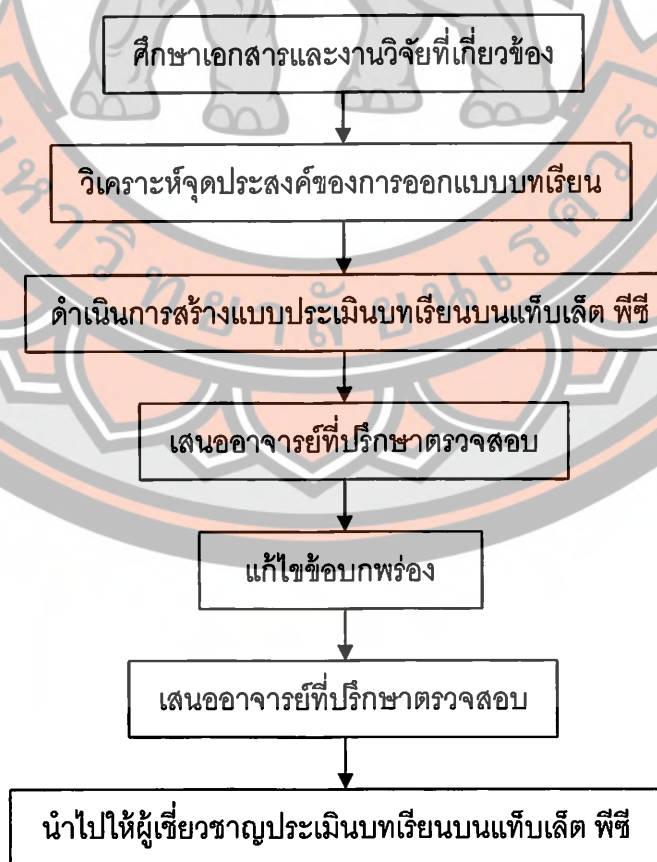 ศึกษาเอกสารและงานวิจัยที่เกี่ยวข้อง
วิเคราะห์จุดประสงค์ของการออกแบบบทเรียน
ดำเนินการสร้างแบบประเมินบทเรียนบนแท็บเล็ต พีซี
เสนออาจารย์ที่ปรึกษาตรวจสอบ
แก้ไขข้อบกพร่อง
เสนออาจารย์ที่ปรึกษาตรวจสอบ
นำไปให้ผู้เชี่ยวชาญประเมินบทเรียนบนแท็บเล็ต พีซี